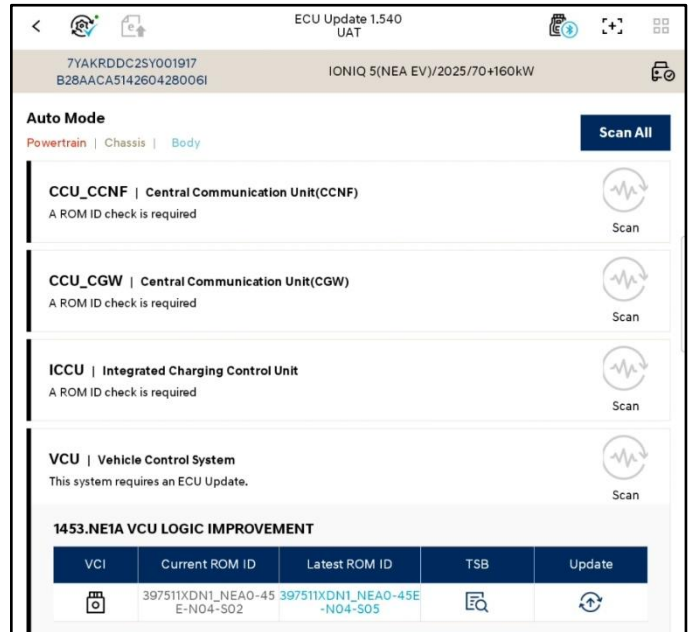 ECU Update 1.540
UAT
7YAKRDDC2SY001917
B28AACA514260428006I
IONIQ 5(NEA EV)/2025/70+160kW
Auto Mode
Powertrain | Chassis | Body
Scan All
CCU_CCNF | Central Communication Unit(CCNF)
A ROM ID check is required
Scan
CCU_CGW | Central Communication Unit(CGW)
A ROM ID check is required
Scan
ICCU | Integrated Charging Control Unit
A ROM ID check is required
Scan
VCU | Vehicle Control System
This system requires an ECU Update.
Scan
1453.NE1A VCU LOGIC IMPROVEMENT
VCI Current ROM ID Latest ROM ID TSB Update
397511XDN1_NEA0-45 397511XDN1_NEA0-45E
E-N04-S02 -N04-S05